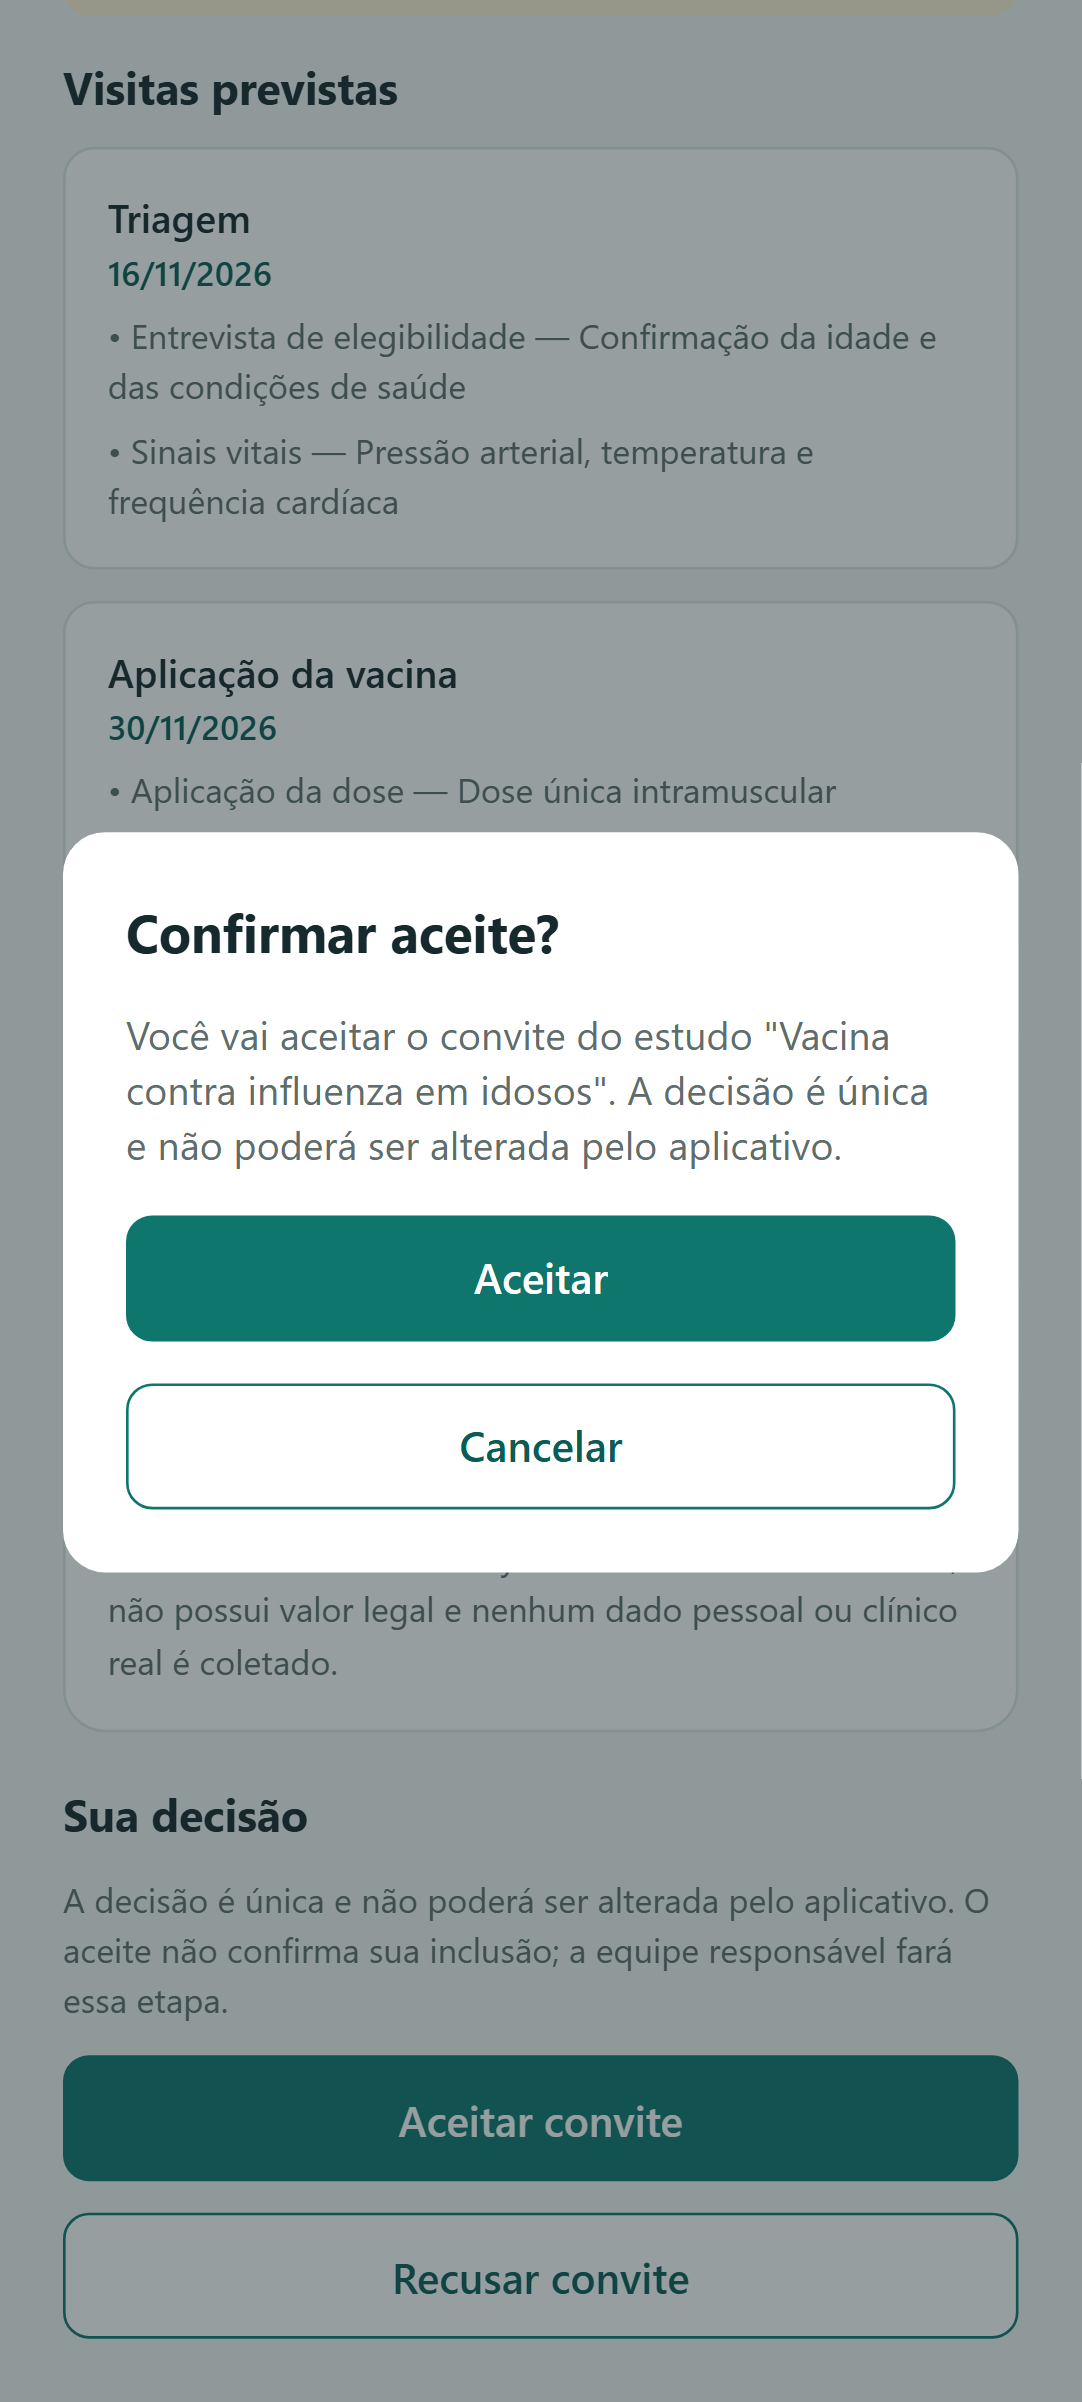 Visitas previstas
Triagem
16/11/2026
• Entrevista de elegibilidade — Confirmação da idade e
das condições de saúde
• Sinais vitais — Pressão arterial, temperatura e
frequência cardíaca
Aplicação da vacina
30/11/2026
• Aplicação da dose — Dose única intramuscular
Confirmar aceite?
Você vai aceitar o convite do estudo "Vacina
contra influenza em idosos". A decisão é única
e não poderá ser alterada pelo aplicativo.
Aceitar
Cancelar
não possui valor legal e nenhum dado pessoal ou clínico
real é coletado.
Sua decisão
A decisão é única e não poderá ser alterada pelo aplicativo. O
aceite não confirma sua inclusão; a equipe responsável fará
essa etapa.
Aceitar convite
Recusar convite